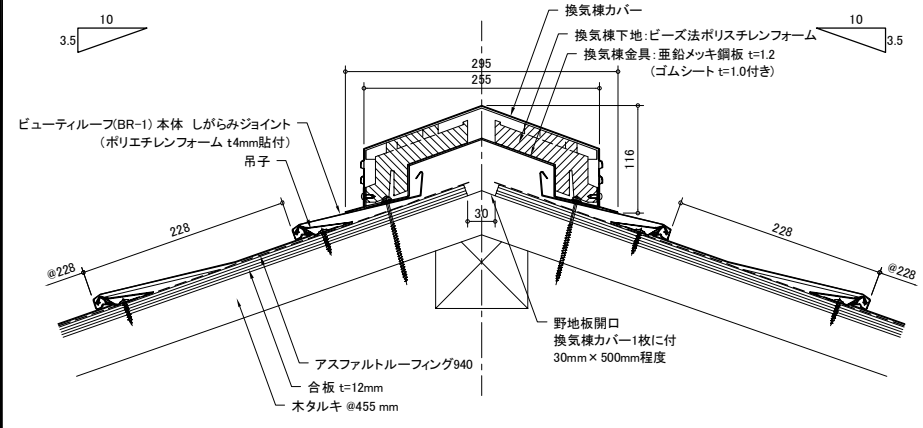 10
3.5
10
3.5
換気棟カバー
換気棟下地:ビーズ法ポリスチレンフォーム
換気棟金具:亜鉛メッキ鋼板 t=1.2
(ゴムシート t=1.0付き)
295
255
116
ビューティルーフ(BR-1) 本体 しがらみジョイント
(ポリエチレンフォーム t4mm貼付)
吊子
30
228
228
@228
@228
野地板開口
換気棟カバー1枚に付
30mm×500mm程度
アスファルトルーフィング940
合板 t=12mm
木タルキ @455 mm